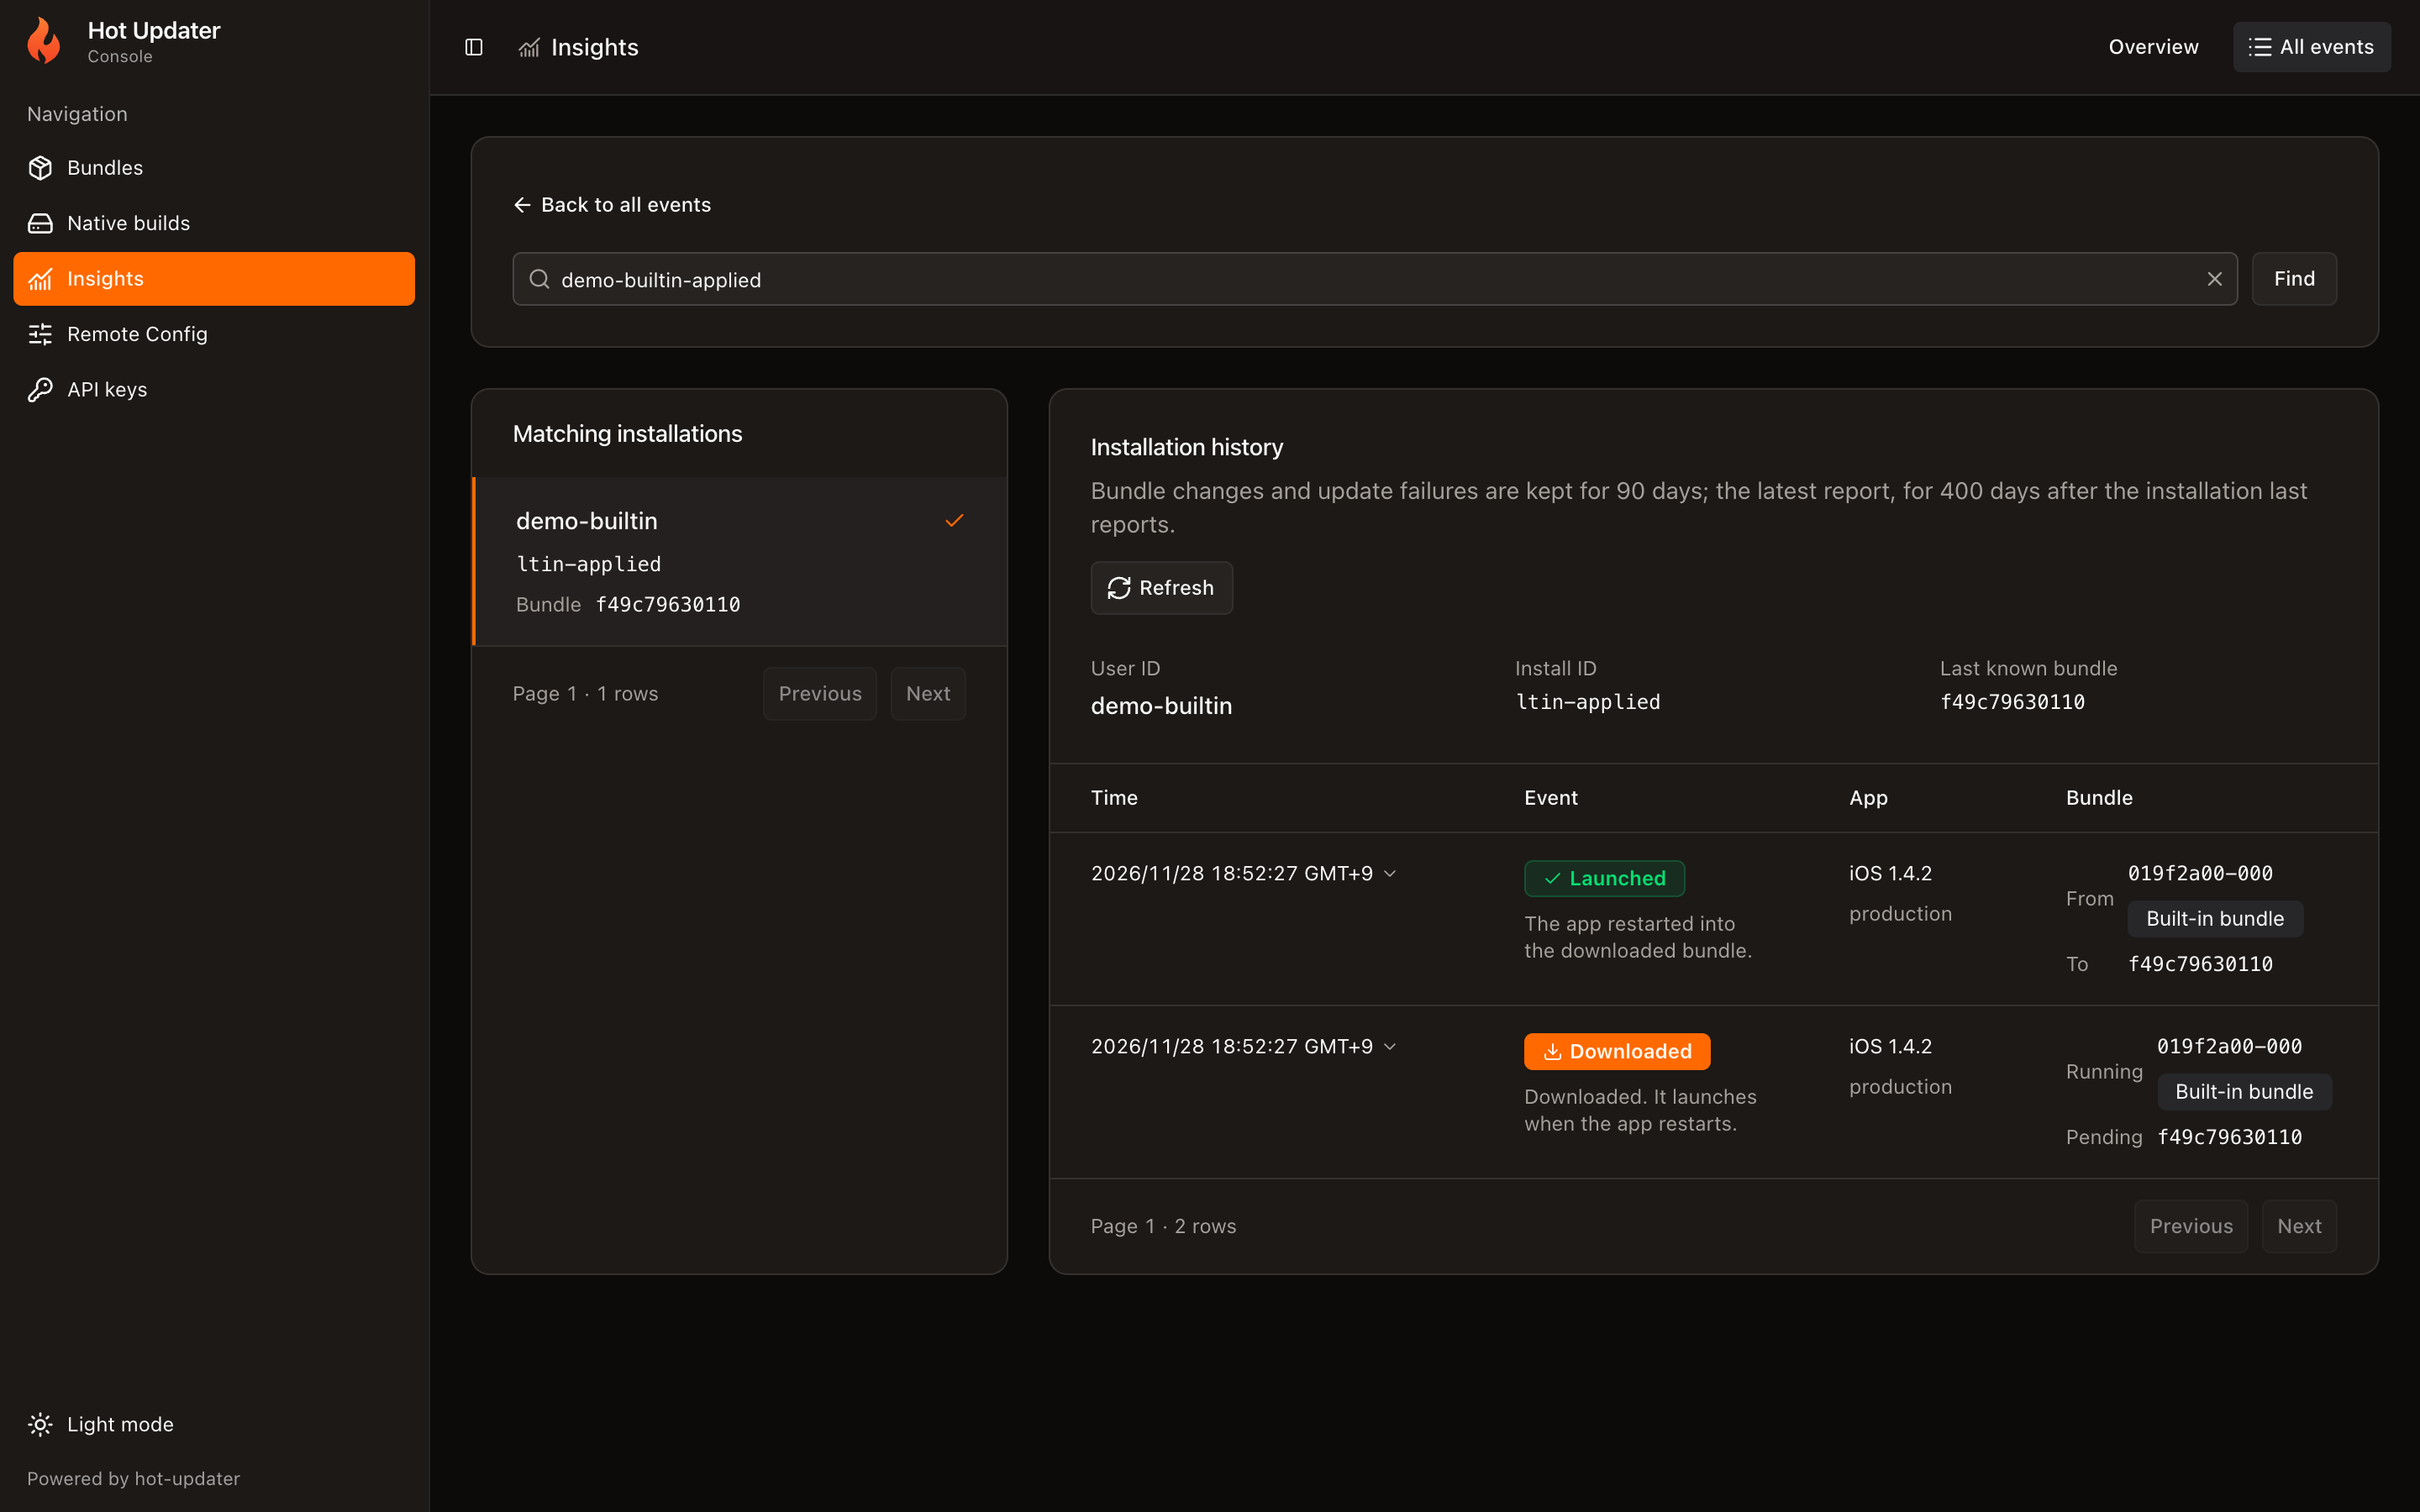 Hot Updater
Console
Navigation
Bundles
Native builds
Insights
Remote Config
API keys
Light mode
Powered by hot-updater
Insights
Overview
All events
Back to all events
demo-builtin-applied
Find
Matching installations
demo-builtin
ltin-applied
Bundle f49c79630110
Page 1 · 1 rows
Previous
Next
Installation history
Bundle changes and update failures are kept for 90 days; the latest report, for 400 days after the installation last
reports.
Refresh
User ID
demo-builtin
Install ID
ltin-applied
Last known bundle
f49c79630110
Time Event App Bundle
2026/11/28 18:52:27 GMT+9
Launched
The app restarted into
the downloaded bundle.
iOS 1.4.2
production
From
019f2a00-000
Built-in bundle
To f49c79630110
2026/11/28 18:52:27 GMT+9
Downloaded
Downloaded. It launches
when the app restarts.
iOS 1.4.2
production
Running
019f2a00-000
Built-in bundle
Pending f49c79630110
Page 1 · 2 rows
Previous
Next